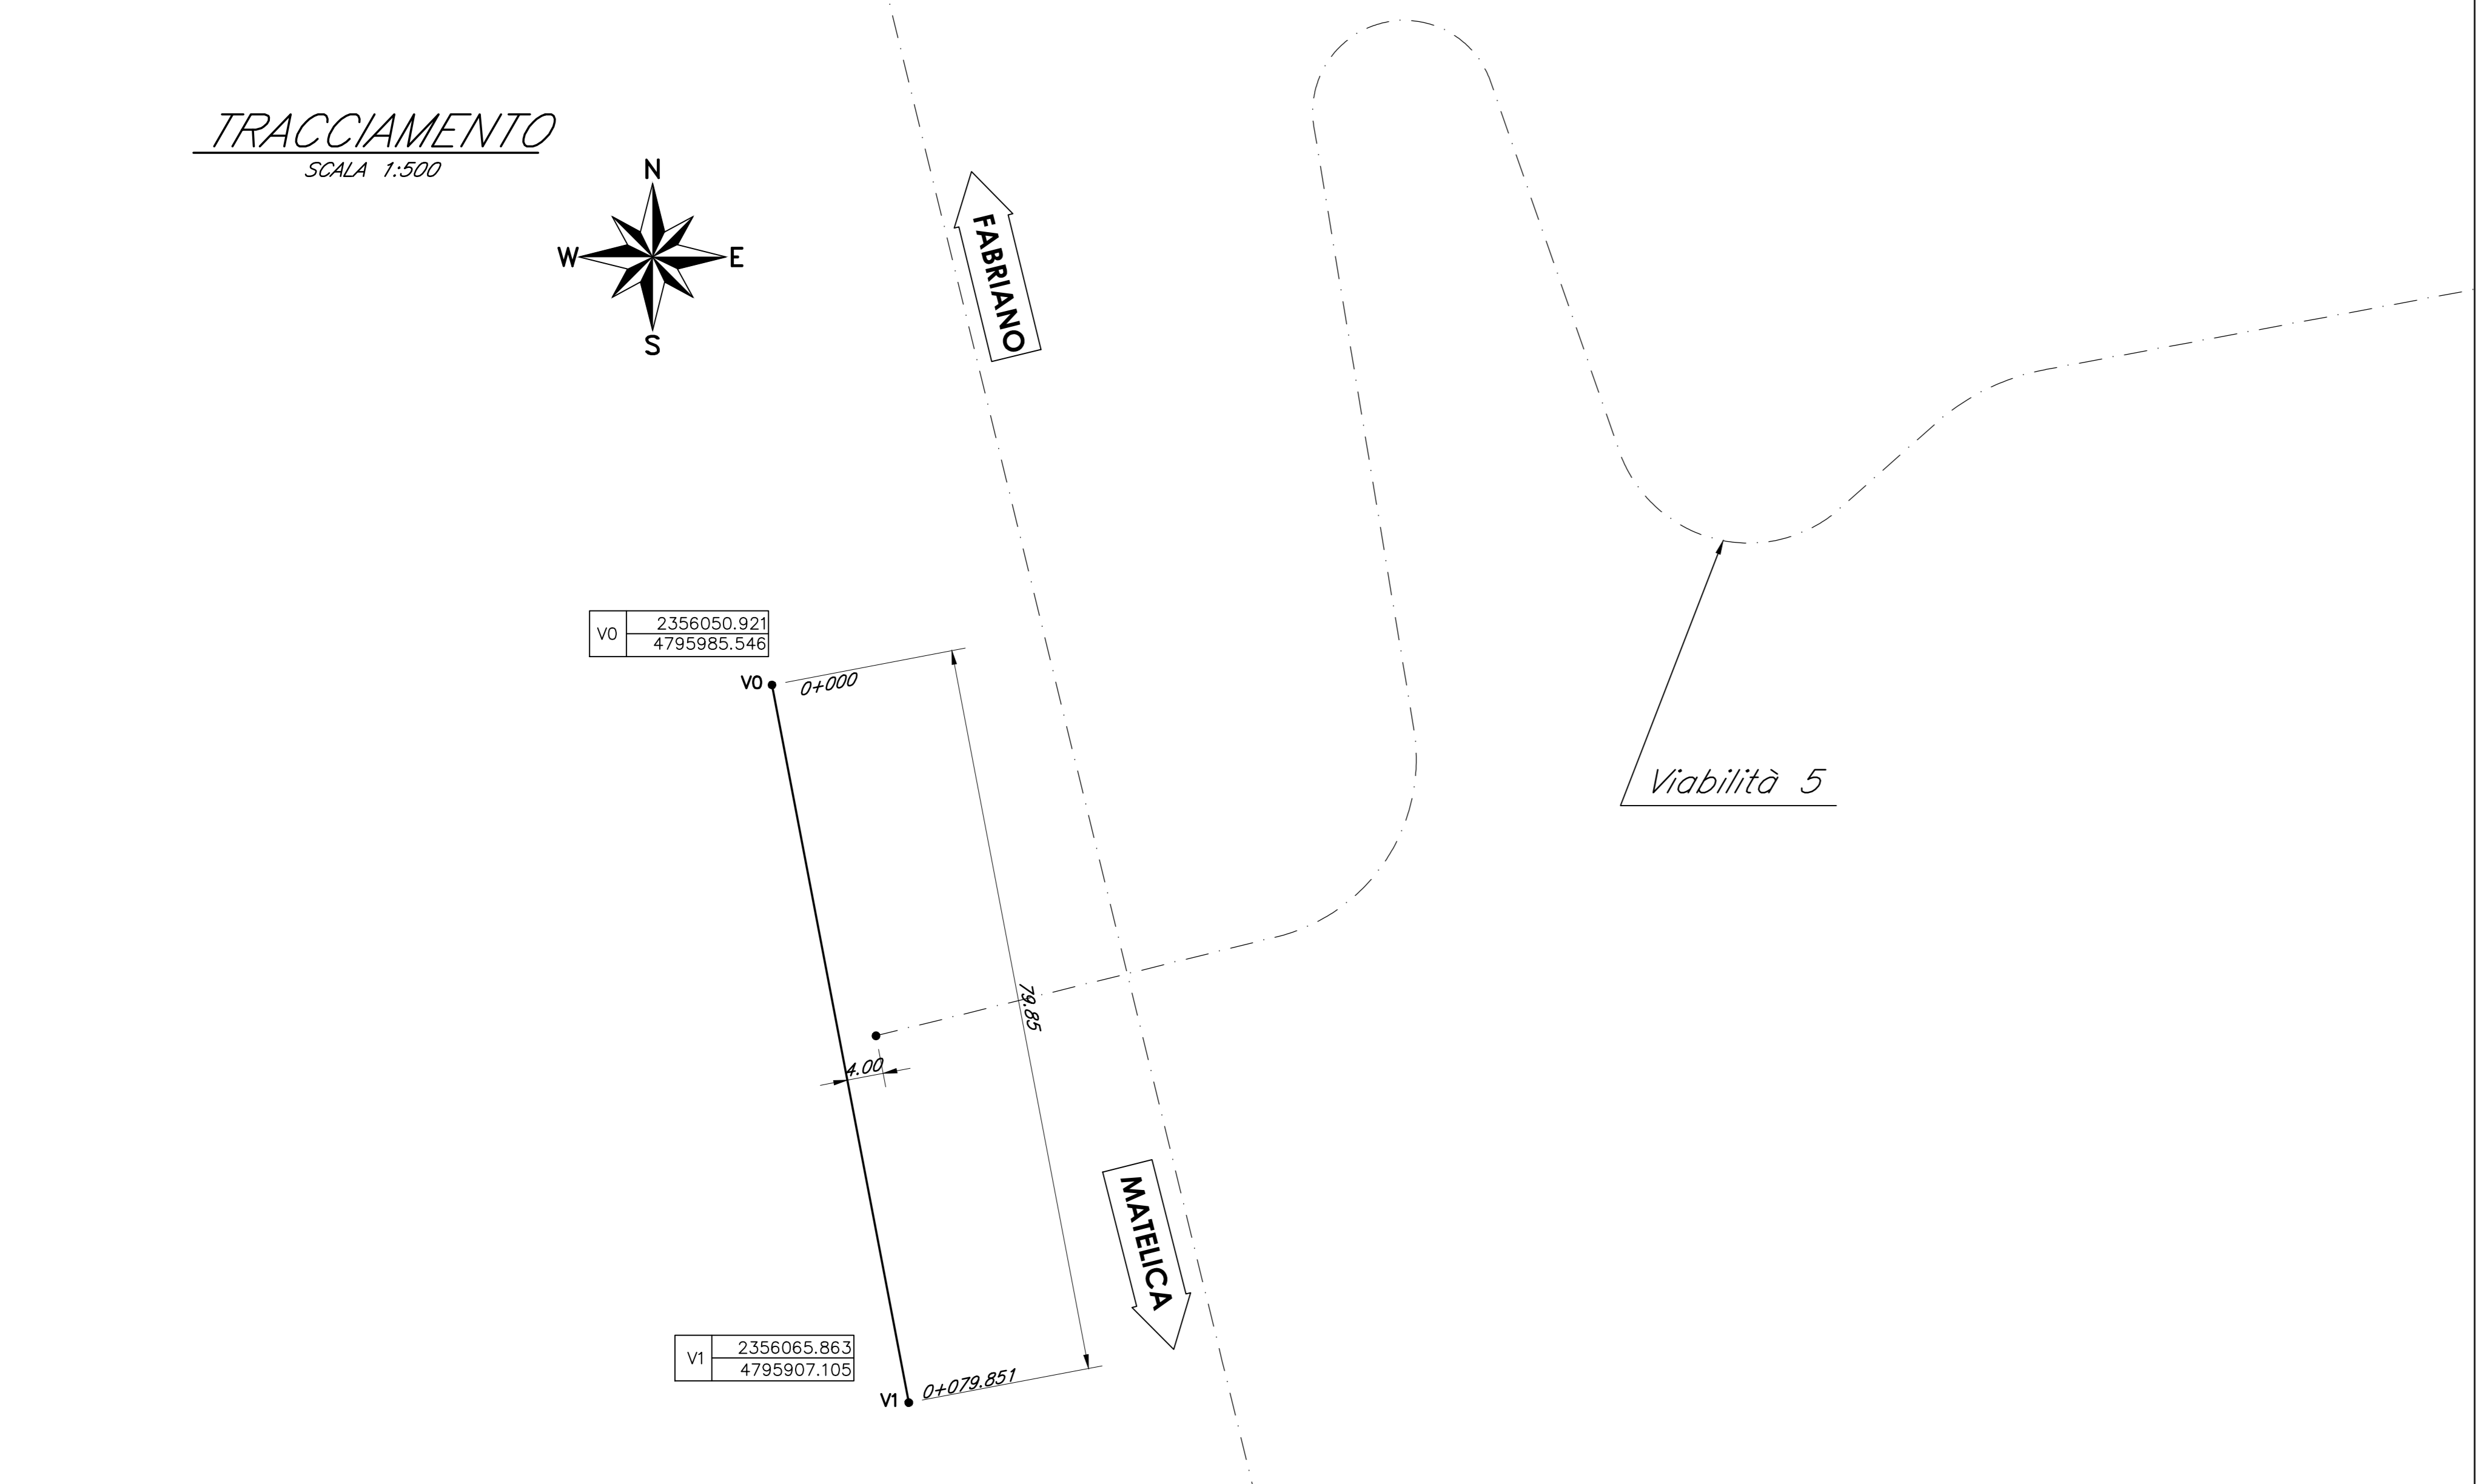 TRACCIAMENTO
SCALA 1:500
N
W
E
S
FABRIANO
V0
2356050.921
4795985.546
V0
0+000
Viabilità 5
79.85
4.00
MATELICA
V1
2356065.863
4795907.105
V1
0+079.851